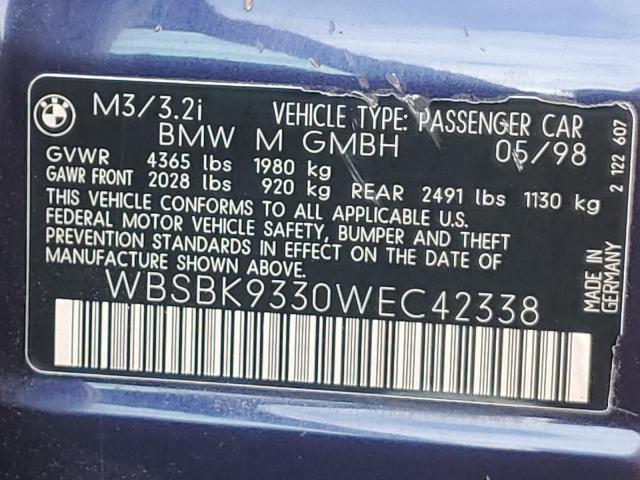 BMW
M3/3.2i VEHICLE TYPE: PASSENGER CAR
BMW M GMBH 05/98
GVWR 4365 lbs 1980 kg
GAWR FRONT 2028 lbs 920 kg REAR 2491 lbs 1130 kg
THIS VEHICLE CONFORMS TO ALL APPLICABLE U.S.
FEDERAL MOTOR VEHICLE SAFETY, BUMPER AND THEFT
PREVENTION STANDARDS IN EFFECT ON THE DATE OF
MANUFACTURE SHOWN ABOVE
WBSBK9330WEC42338
2 122 607
MADE IN
GERMANY